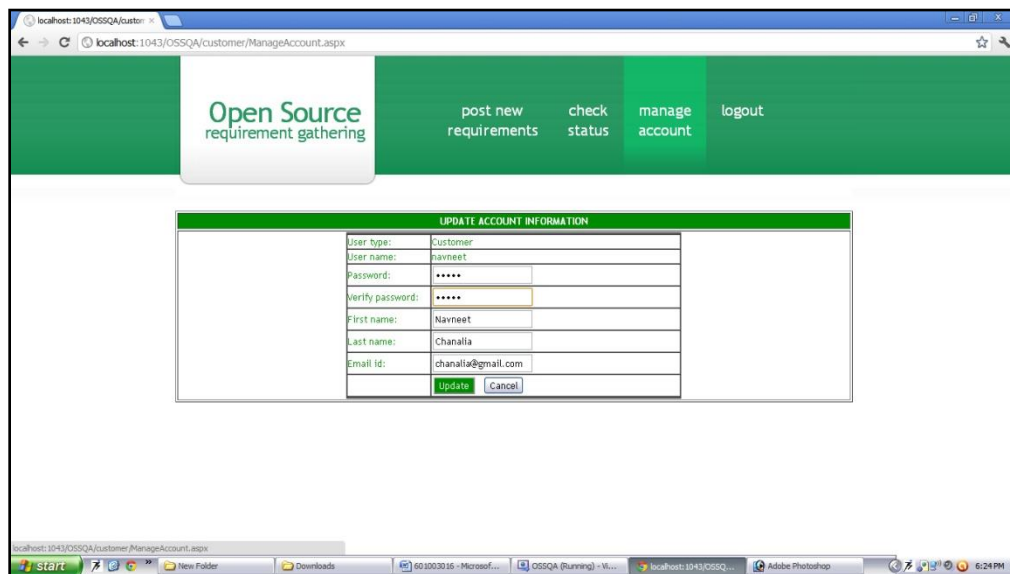 localhost:1043/OSSQA/custom
localhost:1043/OSSQA/customer/ManageAccount.aspx
Open Source
requirement gathering
post new
requirements
check
status
manage
account
logout
UPDATE ACCOUNT INFORMATION
User type: Customer
User name: navneet
Password: •••••
Verify password: •••••
First name: Navneet
Last name: Chanalia
Email id: chanalia@gmail.com
Update Cancel
localhost:1043/OSSQA/customer/ManageAccount.aspx
start New Folder Downloads 601003016 - Microsof... OSSQA (Running) - Vi... localhost:1043/OSSQ... Adobe Photoshop 6:24 PM